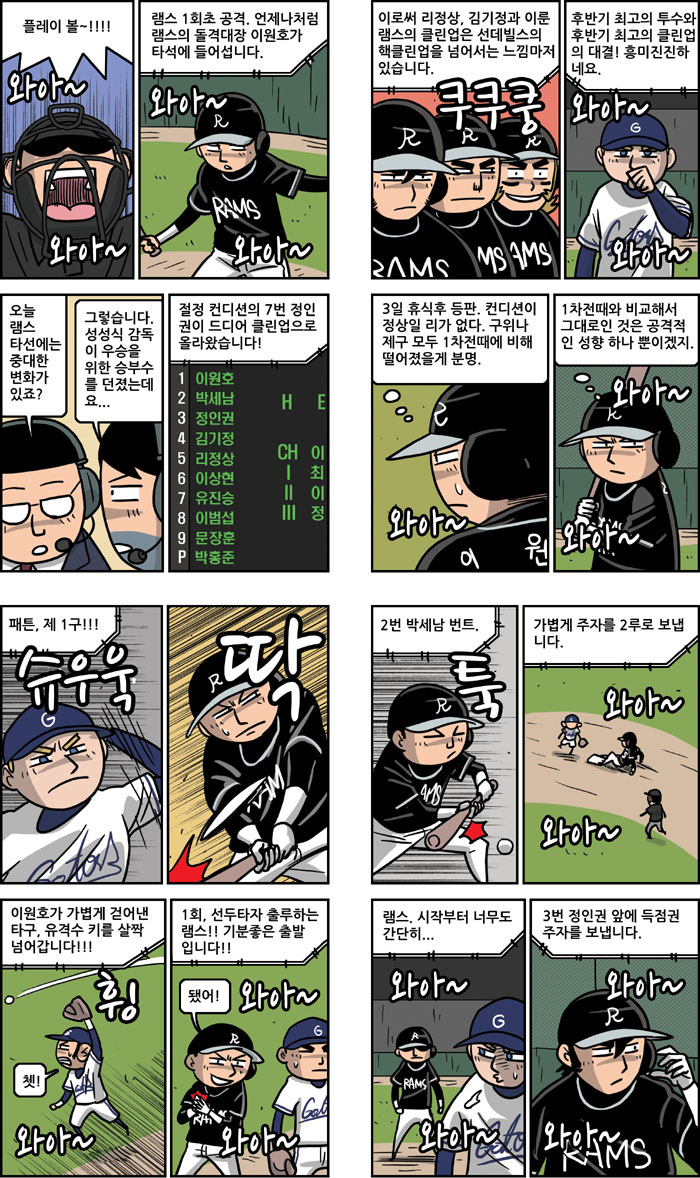 플레이 볼~!!!!
와아~
와아~
램스 1회초 공격. 언제나처럼
램스의 돌격대장 이원호가
타석에 들어섭니다.
와아~
R
RAMS
와아~
오늘
램스
타선에는
중대한
변화가
있죠?
그렇습니다.
성성식 감독
이 우승을
위한 승부수
를 던졌는데
요...
절정 컨디션의 7번 정인
권이 드디어 클린업으로
올라왔습니다!
1 이원호
2 박세남
3 정인권
4 김기정
5 리정상
6 이상현
7 유진승
8 이범섭
9 문장훈
P 박홍준
H E
CH 이
I 최
II 이
III 정
이로써 리정상, 김기정과 이룬
램스의 클린업은 선데빌스의
핵클린업을 넘어서는 느낌마저
있습니다.
쿠쿠쿵
R
R
R
RAMS
MS
AMS
후반기 최고의 투수와
후반기 최고의 클린업
의 대결! 흥미진진하
네요.
와아~
G
Gators
와아~
3일 휴식후 등판. 컨디션이
정상일 리가 없다. 구위나
제구 모두 1차전때에 비해
떨어졌을게 분명.
와아~
이 원
1차전때와 비교해서
그대로인 것은 공격적
인 성향 하나 뿐이겠지.
와아~
R
와아~
패튼, 제 1구!!!
슈우욱
G
Gators
딱
R
RAM
이원호가 가볍게 걷어낸
타구, 유격수 키를 살짝
넘어갑니다!!!
휭
쳇!
와아~
1회, 선두타자 출루하는
램스!! 기분좋은 출발
입니다!!
됐어!
와아~
R
G
RAMS
Gator
와아~
2번 박세남 번트.
툭
R
RAMS
가볍게 주자를 2루로 보냅
니다.
와아~
와아~
램스. 시작부터 너무도
간단히...
와아~
G
RAMS
Gators
와아~
3번 정인권 앞에 득점권
주자를 보냅니다.
와아~
R
와아~
RAMS